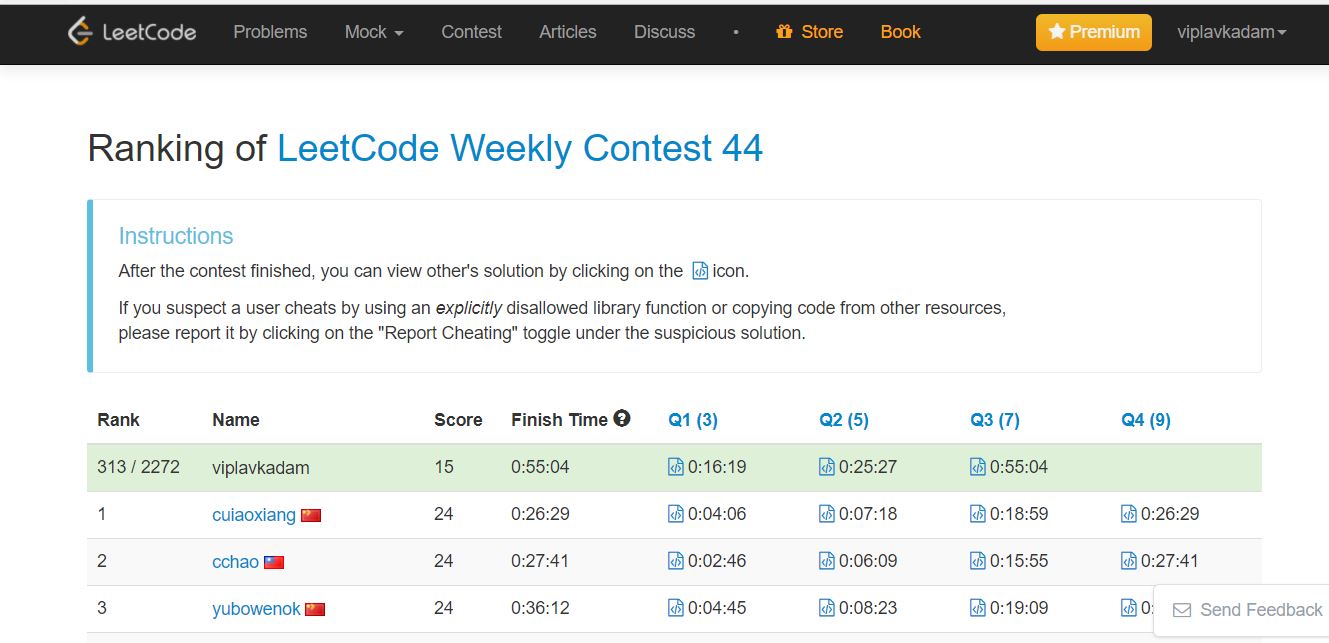 LeetCode Problems Mock Contest Articles Discuss • Store Book Premium viplavkadam
Ranking of LeetCode Weekly Contest 44
Instructions
After the contest finished, you can view other's solution by clicking on the icon.
If you suspect a user cheats by using an explicitly disallowed library function or copying code from other resources,
please report it by clicking on the "Report Cheating" toggle under the suspicious solution.
Rank Name Score Finish Time Q1 (3) Q2 (5) Q3 (7) Q4 (9)
313 / 2272 viplavkadam 15 0:55:04 0:16:19 0:25:27 0:55:04
1 cuiaoxiang 24 0:26:29 0:04:06 0:07:18 0:18:59 0:26:29
2 cchao 24 0:27:41 0:02:46 0:06:09 0:15:55 0:27:41
3 yubowenok 24 0:36:12 0:04:45 0:08:23 0:19:09
Send Feedback